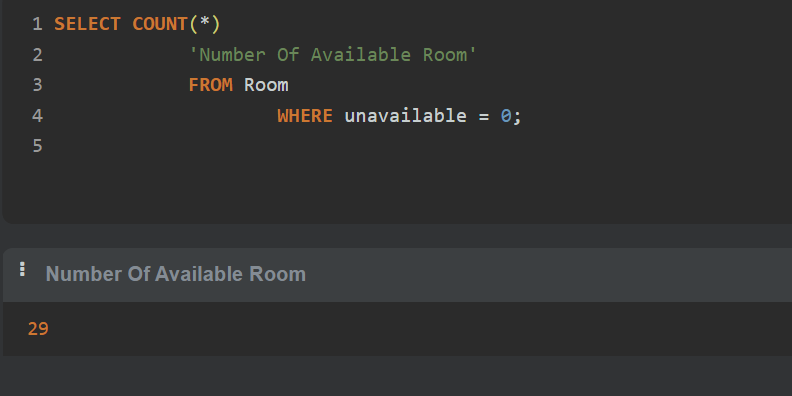 1 SELECT COUNT(*)
2 'Number Of Available Room'
3 FROM Room
4 WHERE unavailable = 0;
5
Number Of Available Room
29